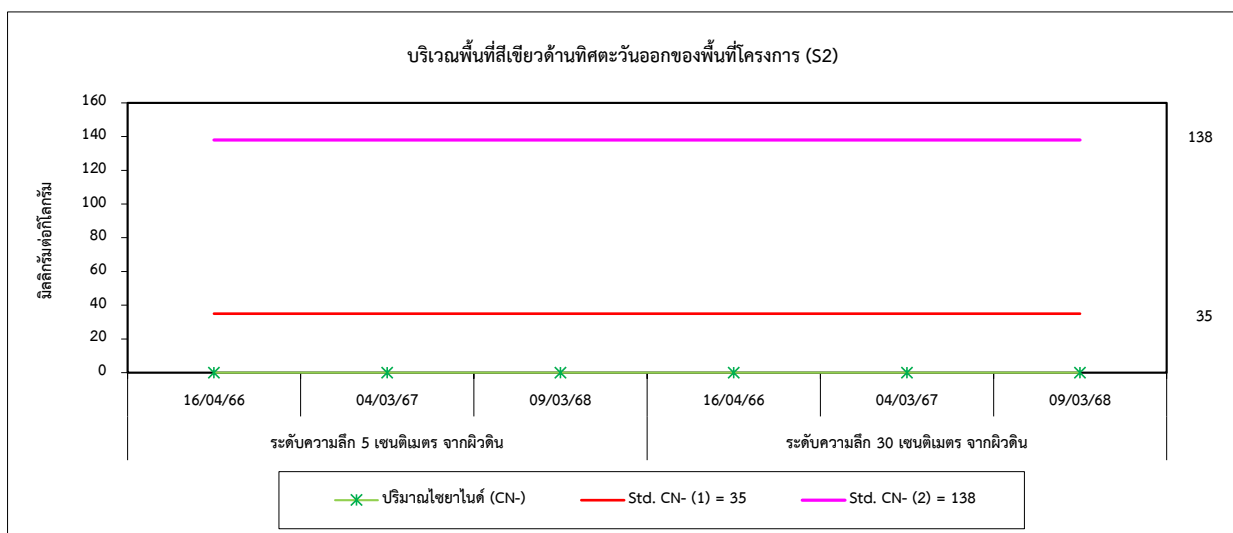 บริเวณพื้นที่สีเขียวด้านทิศตะวันออกของพื้นที่โครงการ (S2)
มิลลิกรัมต่อกิโลกรัม
160
140
120
100
80
60
40
20
0
138
35
16/04/66 04/03/67 09/03/68 16/04/66 04/03/67 09/03/68
ระดับความลึก 5 เซนติเมตร จากผิวดิน ระดับความลึก 30 เซนติเมตร จากผิวดิน
ปริมาณไซยาไนด์ (CN-) Std. CN- (1) = 35 Std. CN- (2) = 138